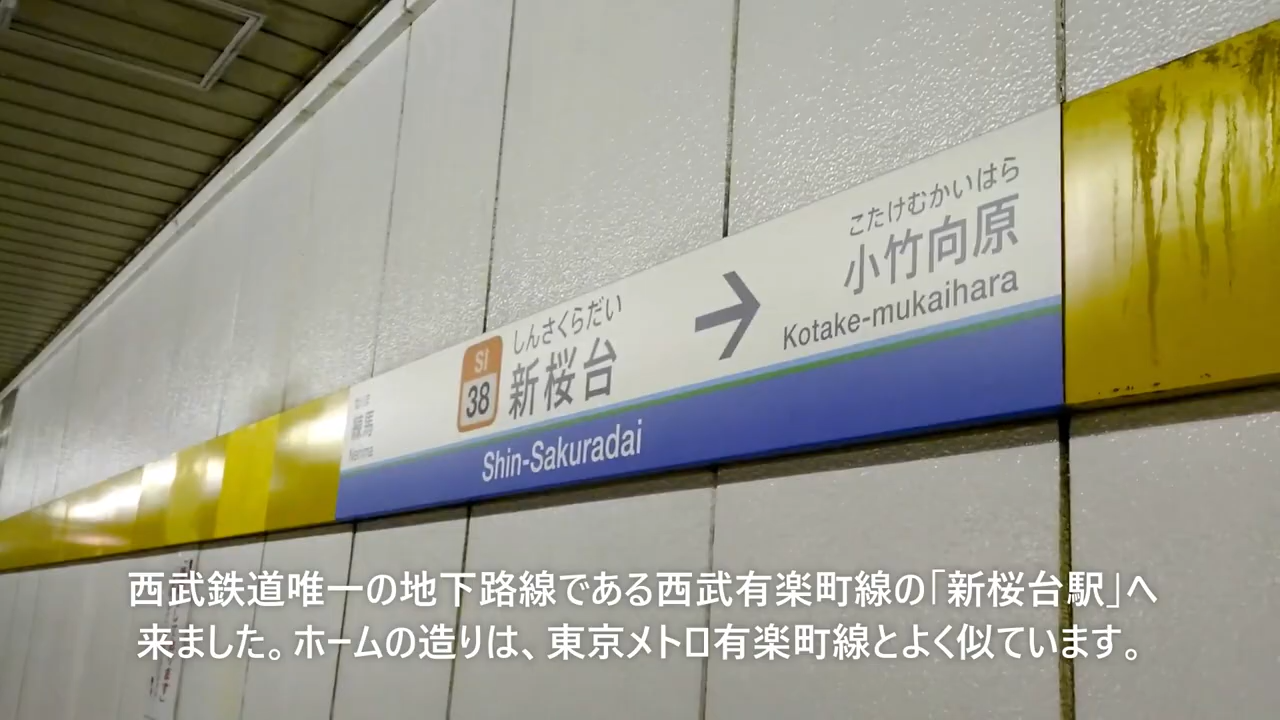 練馬
Nerima
SI
38
しんさくらだい
新桜台
Shin-Sakuradai
こたけむかいはら
小竹向原
Kotake-mukaihara
西武鉄道唯一の地下路線である西武有楽町線の「新桜台駅」へ
来ました。ホームの造りは、東京メトロ有楽町線とよく似ています。